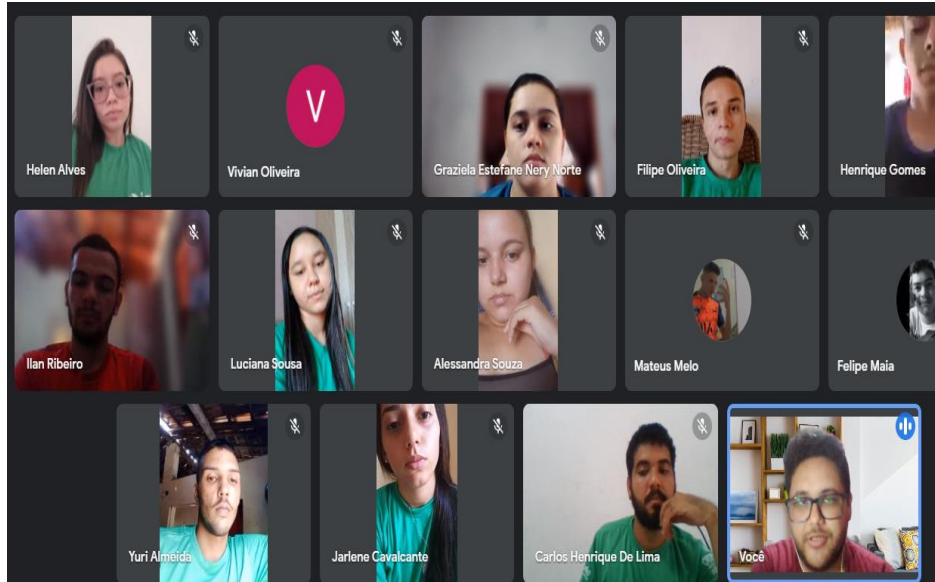 Helen Alves
V
Vivian Oliveira
Graziela Estefane Nery Norte
Filipe Oliveira
Henrique Gomes
Ilan Ribeiro
Luciana Sousa
Alessandra Souza
Mateus Melo
Felipe Maia
Yuri Almeida
Jarlene Cavalcante
Carlos Henrique De Lima
Você